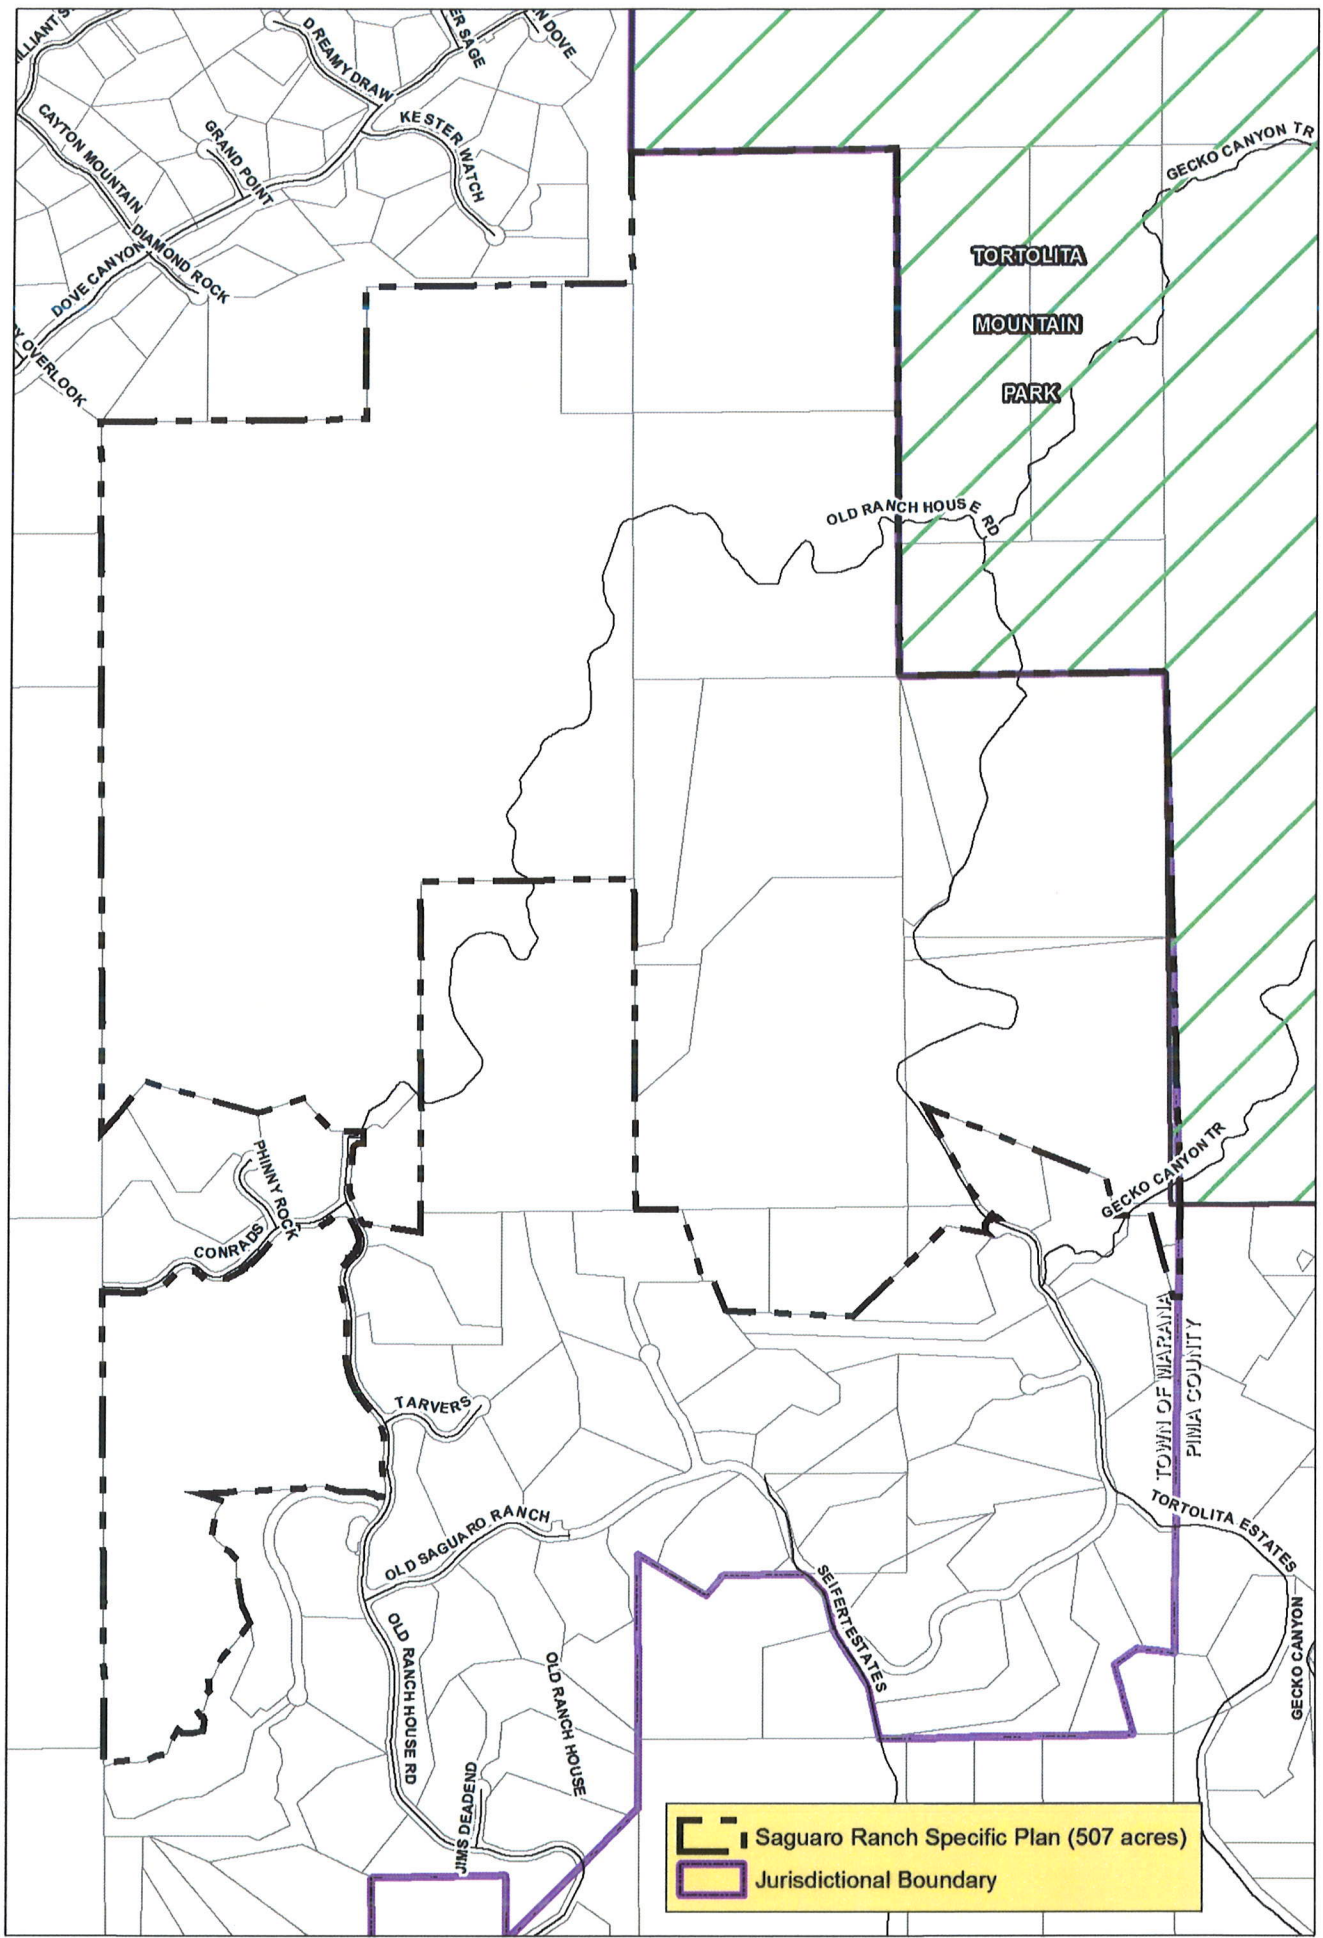 DREAMY DRAW
DOVE
SAGE
CAYTON MOUNTAIN
GRAND POINT
KESTER WATCH
GECKO CANYON TR
DIAMOND ROCK
DOVE CANYON
OVERLOOK
TORTOLITA
MOUNTAIN
PARK
OLD RANCH HOUSE RD
PHINNY ROCK
CONRADS
GECKO CANYON TR
TOWN OF MARANA
PIMA COUNTY
TARVERS
OLD SAGUARO RANCH
TORTOLITA ESTATES
SEIFERT ESTATES
GECKO CANYON
OLD RANCH HOUSE RD
OLD RANCH HOUSE
JIMS DEADEND
Saguaro Ranch Specific Plan (507 acres)
Jurisdictional Boundary